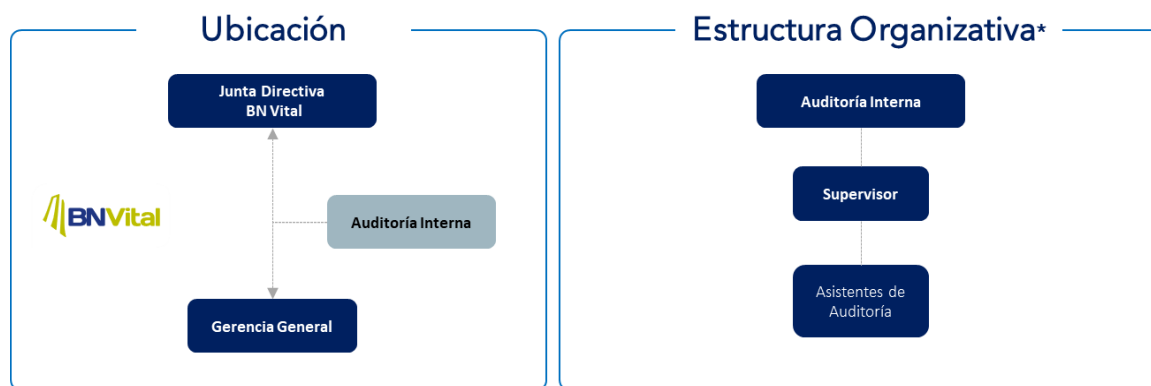 Ubicación
Junta Directiva
BN Vital
BNVital
Auditoría Interna
Gerencia General
Estructura Organizativa*
Auditoría Interna
Supervisor
Asistentes de
Auditoría